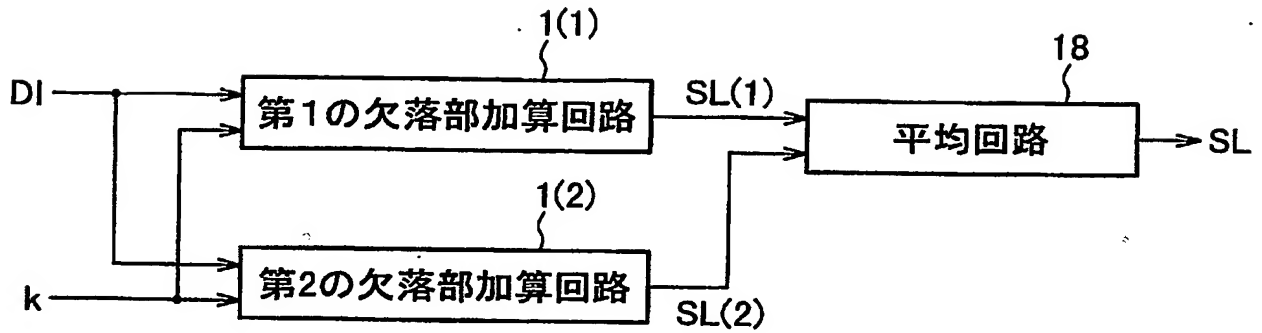 1(1)
18
DI
第1の欠落部加算回路
SL(1)
平均回路
SL
1(2)
k
第2の欠落部加算回路
SL(2)